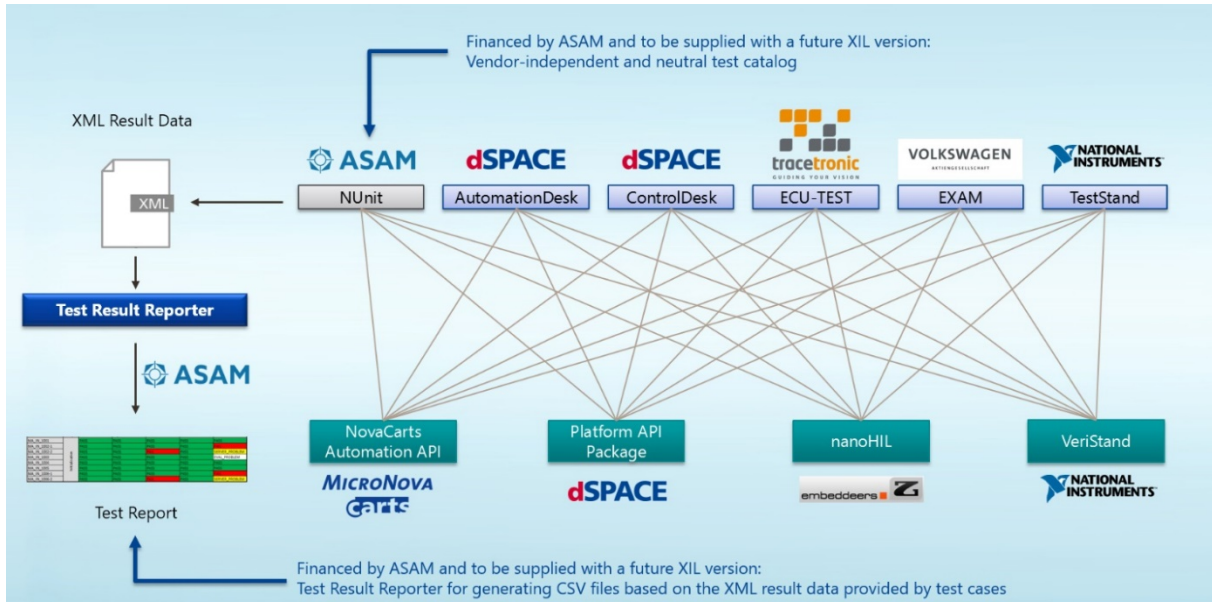 Financed by ASAM and to be supplied with a future XIL version:
Vendor-independent and neutral test catalog
XML Result Data
XML
ASAM
dSPACE
dSPACE
tracetronic
GUIDING YOUR VISION
VOLKSWAGEN
AKTIENGESELLSCHAFT
NATIONAL
INSTRUMENTS
NUnit
AutomationDesk
ControlDesk
ECU-TEST
EXAM
TestStand
Test Result Reporter
ASAM
Test Report
NovaCarts
Automation API
Platform API
Package
nanoHIL
VeriStand
MICRONOVA
Carts
dSPACE
embeddeers
NATIONAL
INSTRUMENTS
Financed by ASAM and to be supplied with a future XIL version:
Test Result Reporter for generating CSV files based on the XML result data provided by test cases